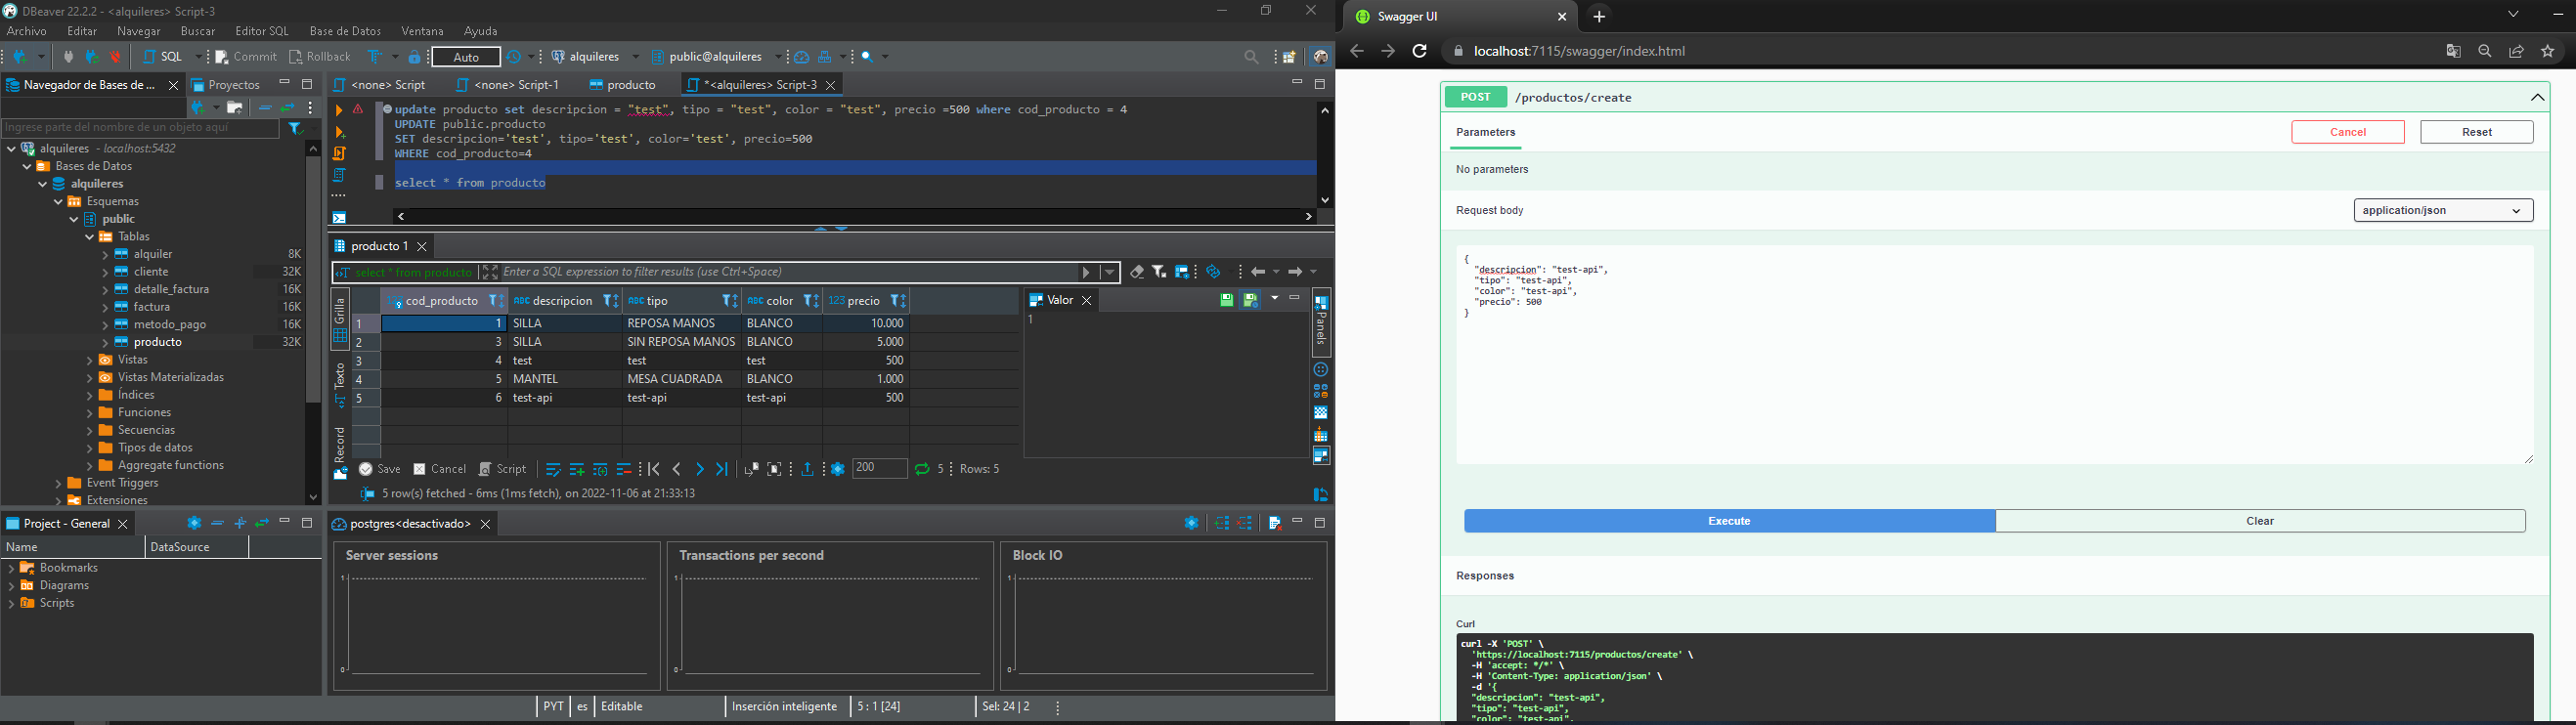 DBeaver 22.2.2 - <alquileres> Script-3
Archivo Editar Navegar Buscar Editor SQL Base de Datos Ventana Ayuda
SQL Commit Rollback Auto alquileres public@alquileres
Navegador de Bases de ... Proyectos
Ingrese parte del nombre de un objeto aquí
alquileres - localhost:5432
Bases de Datos
alquileres
Esquemas
public
Tablas
alquiler 8K
cliente 32K
detalle_factura 16K
factura 16K
metodo_pago 16K
producto 32K
Vistas
Vistas Materializadas
Índices
Funciones
Secuencias
Tipos de datos
Aggregate functions
Event Triggers
Extensiones
Project - General
Name DataSource
Bookmarks
Diagrams
Scripts
<none> Script <none> Script-1 producto *<alquileres> Script-3
update producto set descripcion = "test", tipo = "test", color = "test", precio =500 where cod_producto = 4
UPDATE public.producto
SET descripcion='test', tipo='test', color='test', precio=500
WHERE cod_producto=4
select * from producto
producto 1
select * from producto Enter a SQL expression to filter results (use Ctrl+Space)
Grilla
Texto
Record
123 cod_producto ABC descripcion ABC tipo ABC color 123 precio
1 1 SILLA REPOSA MANOS BLANCO 10.000
2 3 SILLA SIN REPOSA MANOS BLANCO 5.000
3 4 test test test 500
4 5 MANTEL MESA CUADRADA BLANCO 1.000
5 6 test-api test-api test-api 500
Valor
1
Panels
Save Cancel Script 200 5 Rows: 5
5 row(s) fetched - 6ms (1ms fetch), on 2022-11-06 at 21:33:13
postgres<desactivado>
Server sessions Transactions per second Block IO
1 1 1
0 0 0
PYT es Editable Inserción inteligente 5 : 1 [24] Sel: 24 | 2
Swagger UI
localhost:7115/swagger/index.html
POST /productos/create
Parameters Cancel Reset
No parameters
Request body application/json
{
"descripcion": "test-api",
"tipo": "test-api",
"color": "test-api",
"precio": 500
}
Execute Clear
Responses
Curl
curl -X 'POST' \
'https://localhost:7115/productos/create' \
-H 'accept: */*' \
-H 'Content-Type: application/json' \
-d '{
"descripcion": "test-api",
"tipo": "test-api",
"color": "test-api",